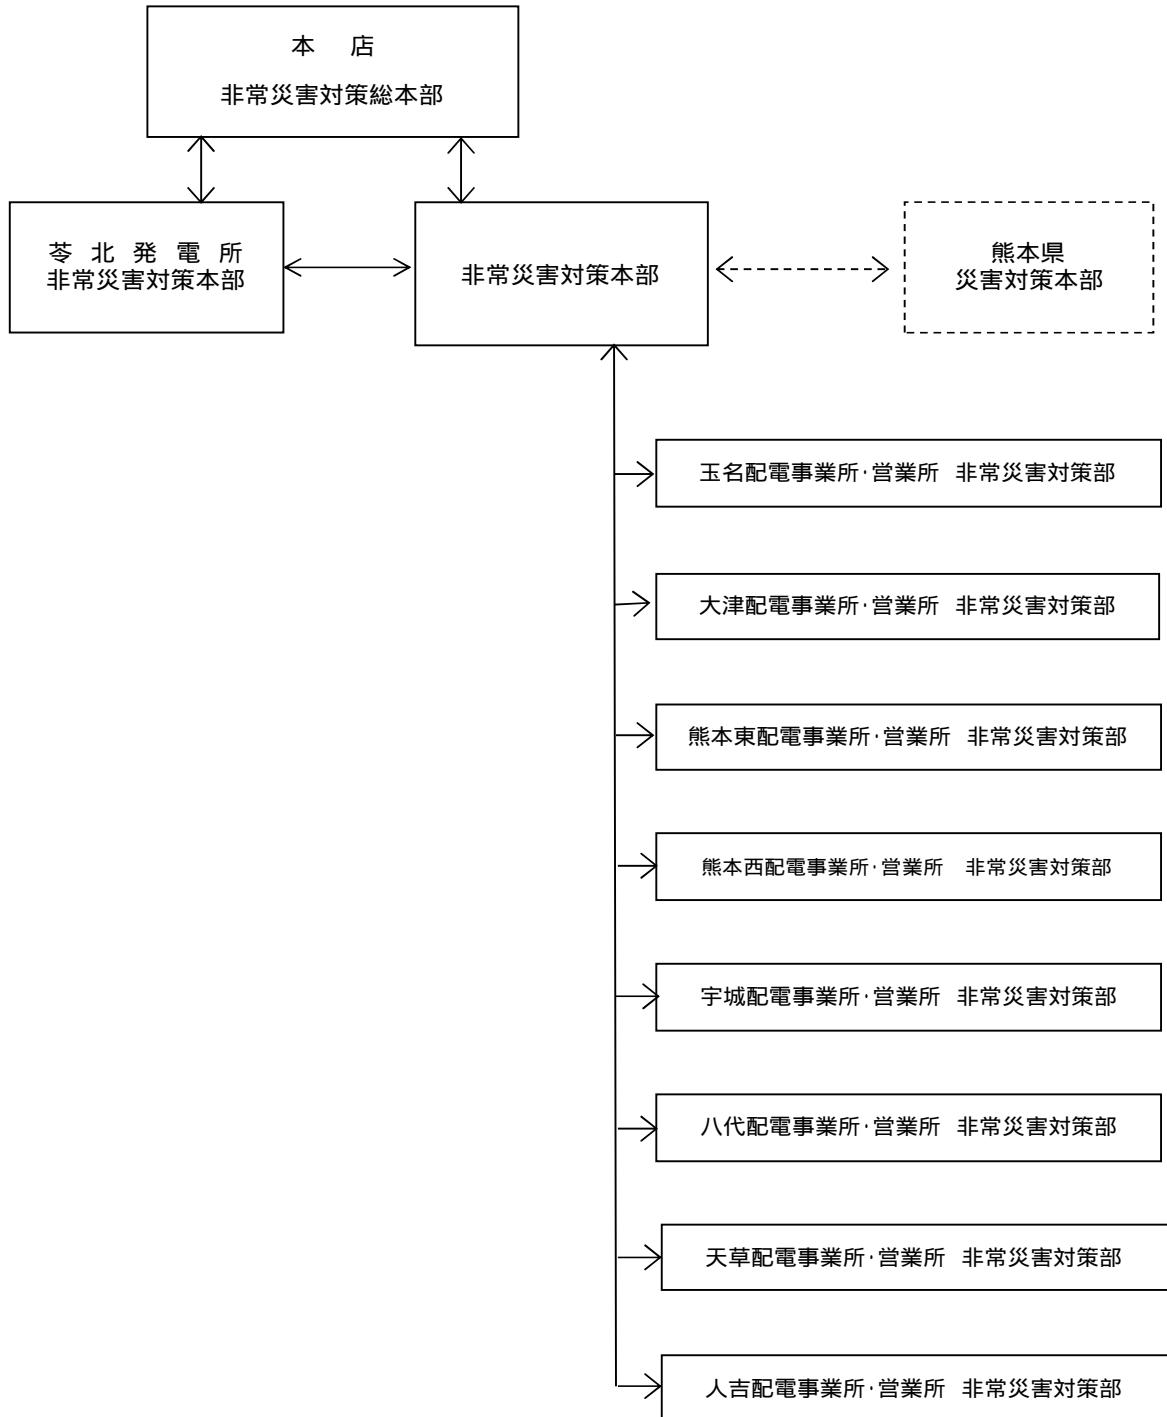 本 店
非常災害対策総本部
苓 北 発 電 所
非常災害対策本部
非常災害対策本部
熊本県
災害対策本部
玉名配電事業所･営業所 非常災害対策部
大津配電事業所･営業所 非常災害対策部
熊本東配電事業所･営業所 非常災害対策部
熊本西配電事業所･営業所 非常災害対策部
宇城配電事業所･営業所 非常災害対策部
八代配電事業所･営業所 非常災害対策部
天草配電事業所･営業所 非常災害対策部
人吉配電事業所･営業所 非常災害対策部